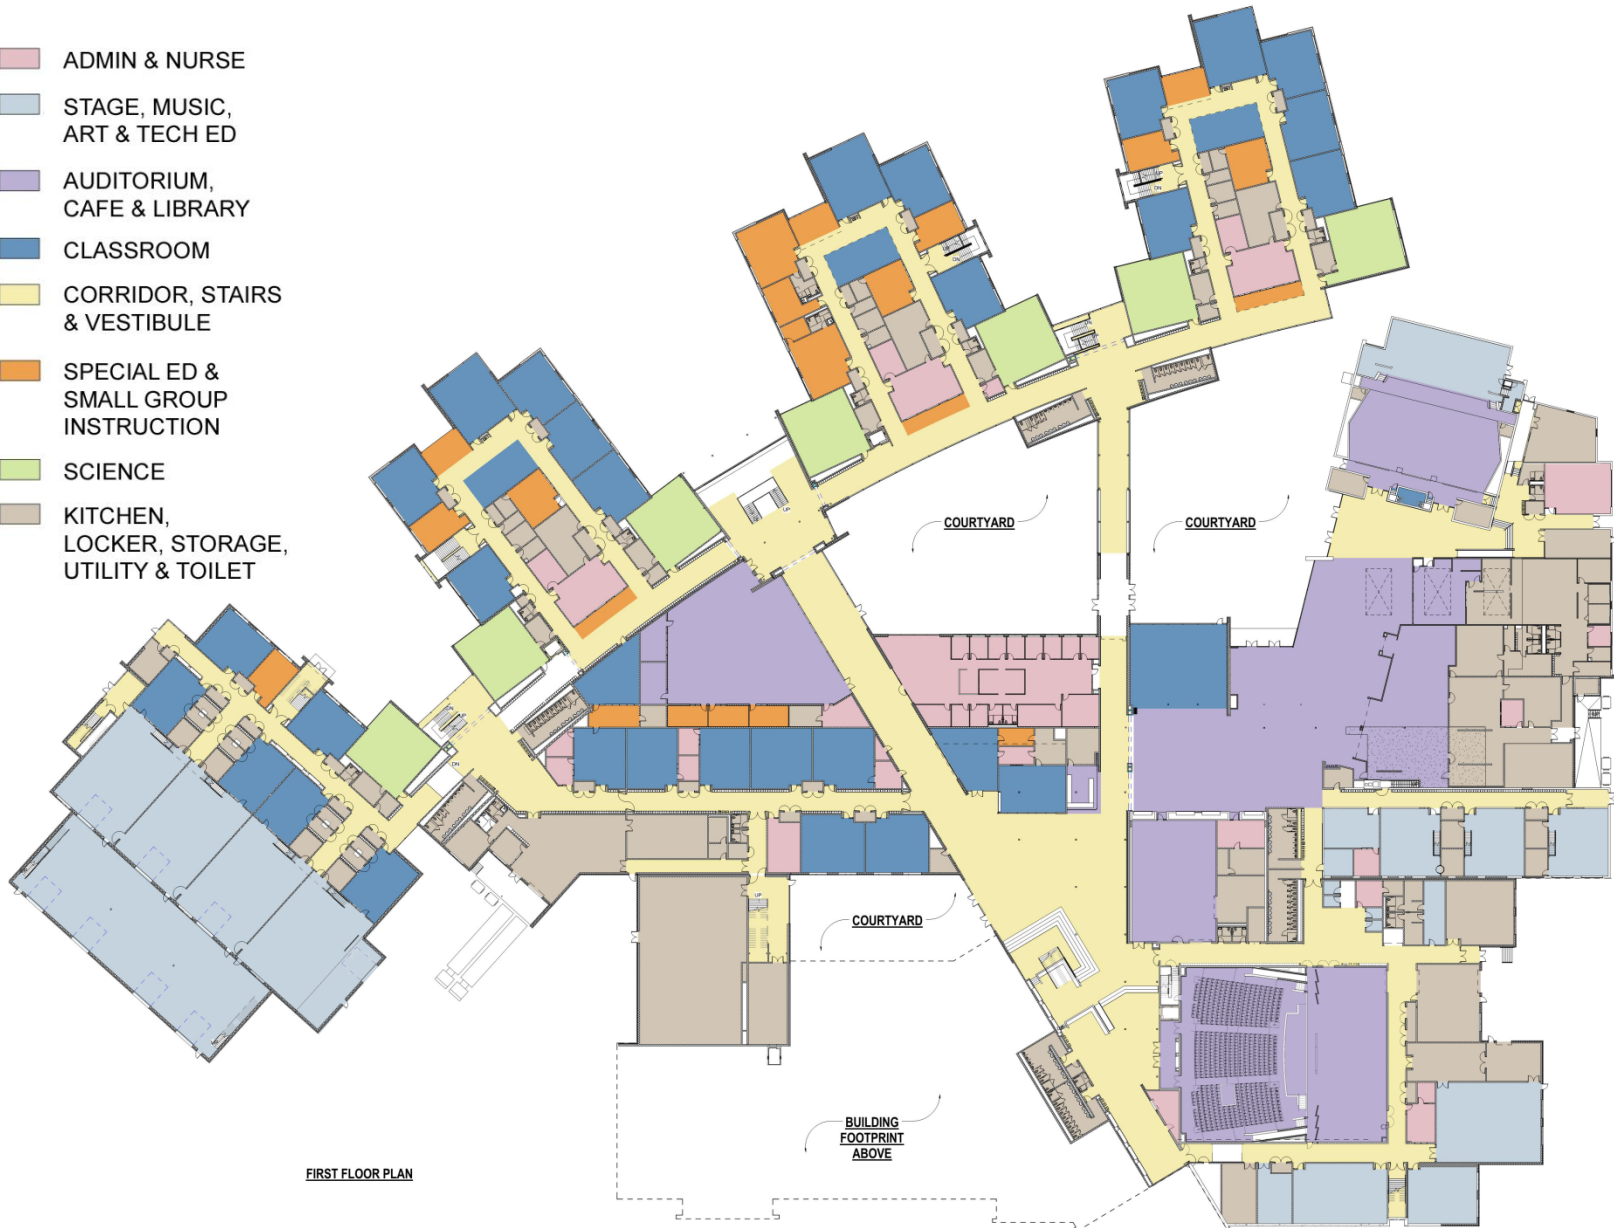 ADMIN & NURSE
STAGE, MUSIC,
ART & TECH ED
AUDITORIUM,
CAFE & LIBRARY
CLASSROOM
CORRIDOR, STAIRS
& VESTIBULE
SPECIAL ED &
SMALL GROUP
INSTRUCTION
SCIENCE
KITCHEN,
LOCKER, STORAGE,
UTILITY & TOILET
COURTYARD
COURTYARD
COURTYARD
UP
BUILDING
FOOTPRINT
ABOVE
FIRST FLOOR PLAN